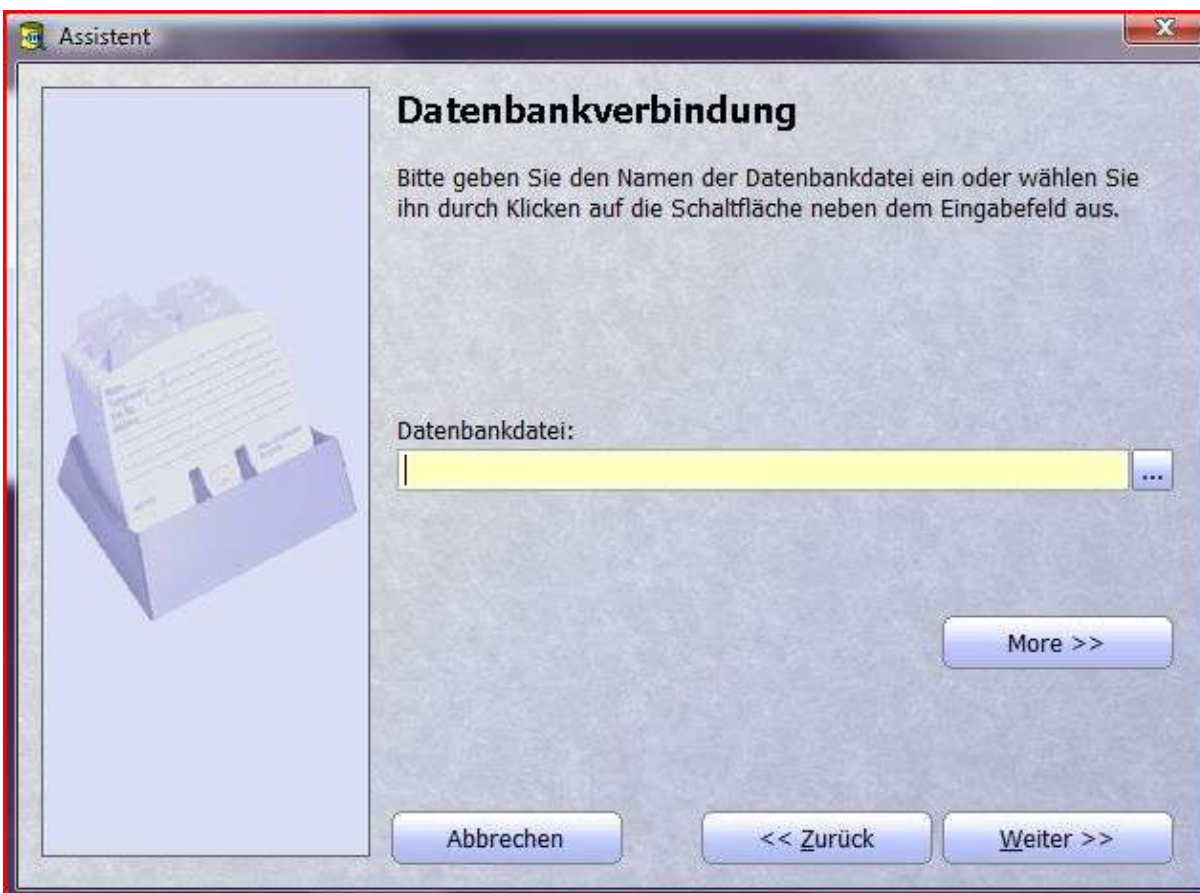 Assistent
Datenbankverbindung
Bitte geben Sie den Namen der Datenbankdatei ein oder wählen Sie
ihn durch Klicken auf die Schaltfläche neben dem Eingabefeld aus.
Datenbankdatei:
...
More >>
Abbrechen
<< Zurück
Weiter >>